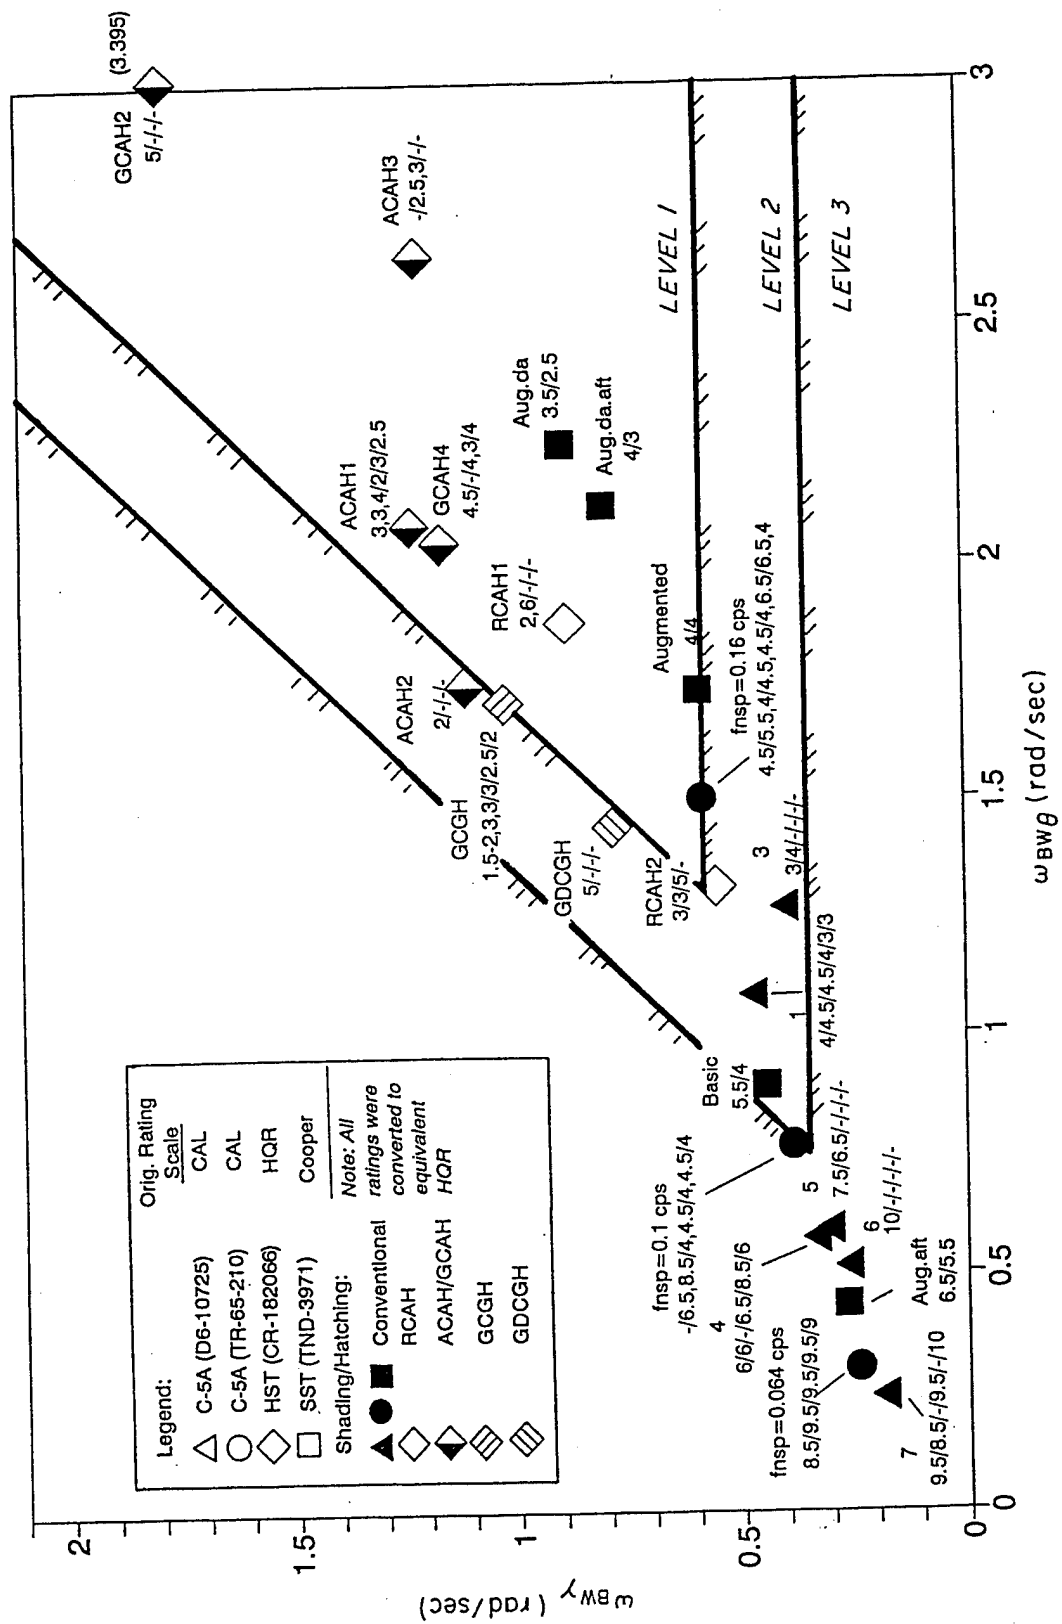 Legend:
Orig. Rating
Scale
C-5A (D6-10725) CAL
C-5A (TR-65-210) CAL
HST (CR-182066) HQR
SST (TND-3971) Cooper
Shading/Hatching:
Conventional
RCAH
ACAH/GCAH
GCGH
GDCGH
Note: All
ratings were
converted to
equivalent
HQR
GCAH2
5/-/-/-
(3.395)
ACAH3
-/2.5,3/-/-
ACAH1
3,3,4/2/3/2.5
GCAH4
4.5/-/4,3/4
Aug.da
3.5/2.5
Aug.da.aft
4/3
RCAH1
2,6/-/-/-
ACAH2
2/-/-/-
GCGH
1.5-2,3,3/3/2.5/2
GDCGH
5/-/-/-
RCAH2
3/3/5/-
Augmented
4/4
fnsp=0.16 cps
4.5/5.5,4/4.5,4.5/4,6.5/6.5,4
LEVEL 1
LEVEL 2
LEVEL 3
3
3/4/-/-/-/-
1
4/4.5/4.5/4/3/3
Basic
5.5/4
fnsp=0.1 cps
-/6.5,8.5/4,4.5/4
4
6/6/-/6.5/8.5/6
5
7.5/6.5/-/-/-/-
6
10/-/-/-/-/-
Aug.aft
6.5/5.5
fnsp=0.064 cps
8.5/9.5/9.5/9.5/9
7
9.5/8.5/-/9.5/-/10
2
1.5
1
0.5
0
ωBWγ (rad/sec)
0
0.5
1
1.5
2
2.5
3
ωBWθ (rad/sec)